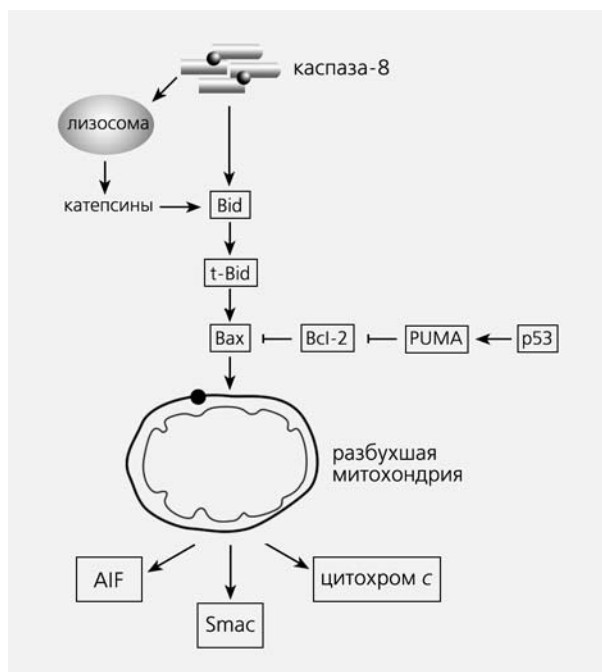 каспаза-8
лизосома
катепсины
Bid
t-Bid
Bax
Bcl-2
PUMA
p53
разбухшая
митохондрия
AIF
Smac
цитохром c